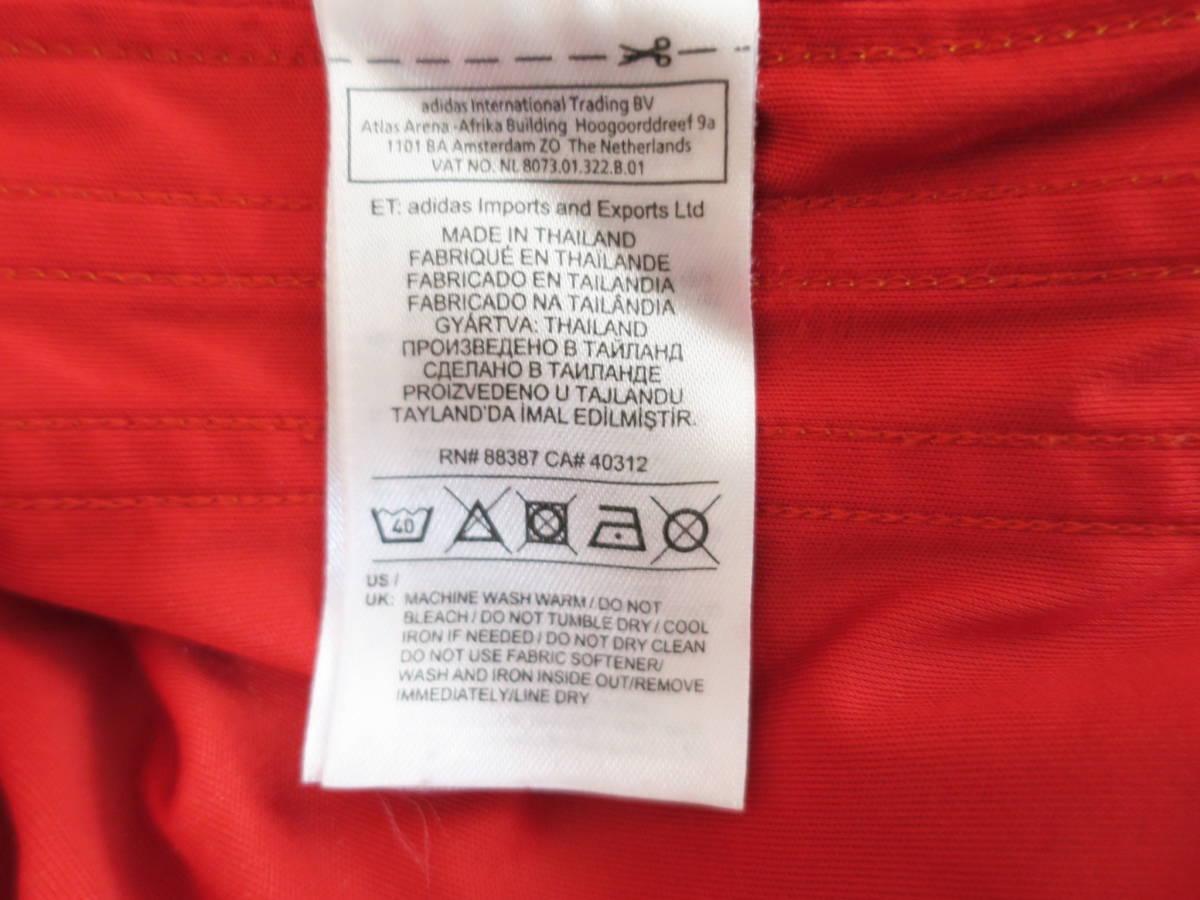 adidas International Trading BV
Atlas Arena -Afrika Building Hoogoorddreef 9a
1101 BA Amsterdam ZO The Netherlands
VAT NO. NL 8073.01.322.B.01
ET: adidas Imports and Exports Ltd
MADE IN THAILAND
FABRIQUÉ EN THAÏLANDE
FABRICADO EN TAILANDIA
FABRICADO NA TAILÂNDIA
GYÁRTVA: THAILAND
ПРОИЗВЕДЕНО В ТАЙЛАНД
СДЕЛАНО В ТАИЛАНДЕ
PROIZVEDENO U TAJLANDU
TAYLAND'DA İMAL EDİLMİŞTİR.
RN# 88387 CA# 40312
40
US /
UK: MACHINE WASH WARM / DO NOT
BLEACH / DO NOT TUMBLE DRY / COOL
IRON IF NEEDED / DO NOT DRY CLEAN
DO NOT USE FABRIC SOFTENER/
WASH AND IRON INSIDE OUT/REMOVE
IMMEDIATELY/LINE DRY